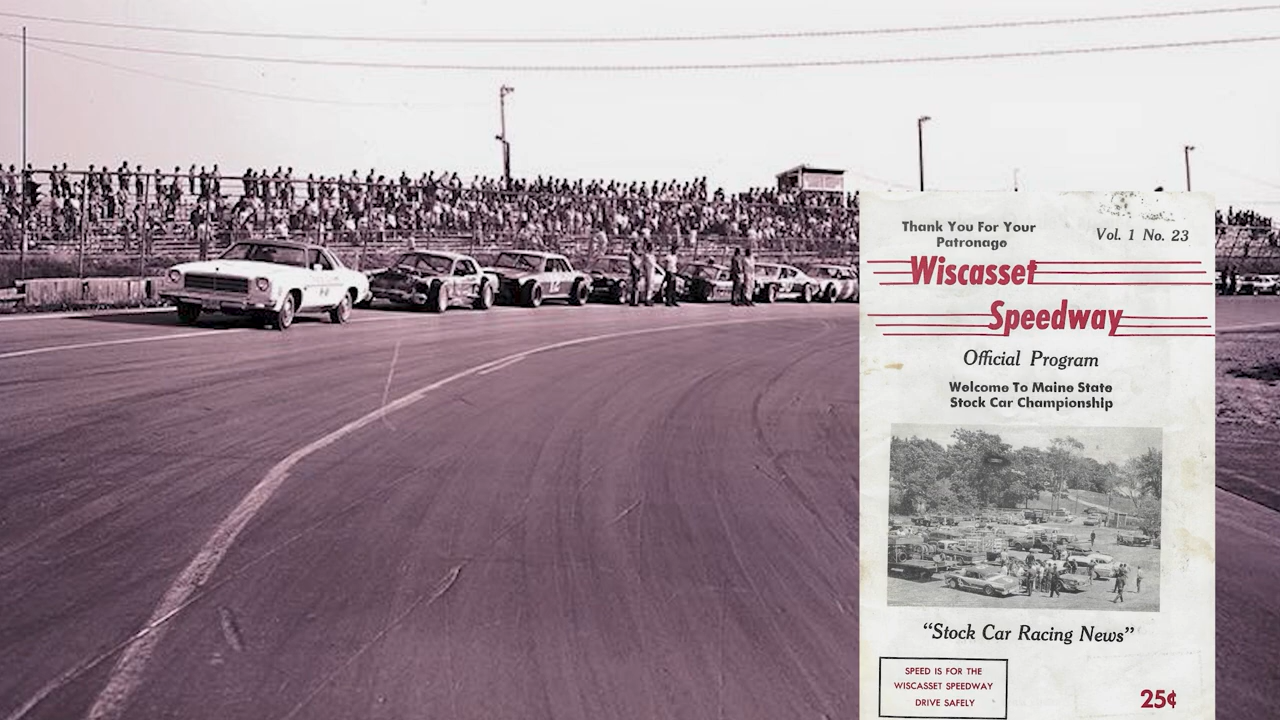 Thank You For Your
Patronage
Vol. 1 No. 23
Wiscasset
Speedway
Official Program
Welcome To Maine State
Stock Car Championship
“Stock Car Racing News”
SPEED IS FOR THE
WISCASSET SPEEDWAY
DRIVE SAFELY
25¢